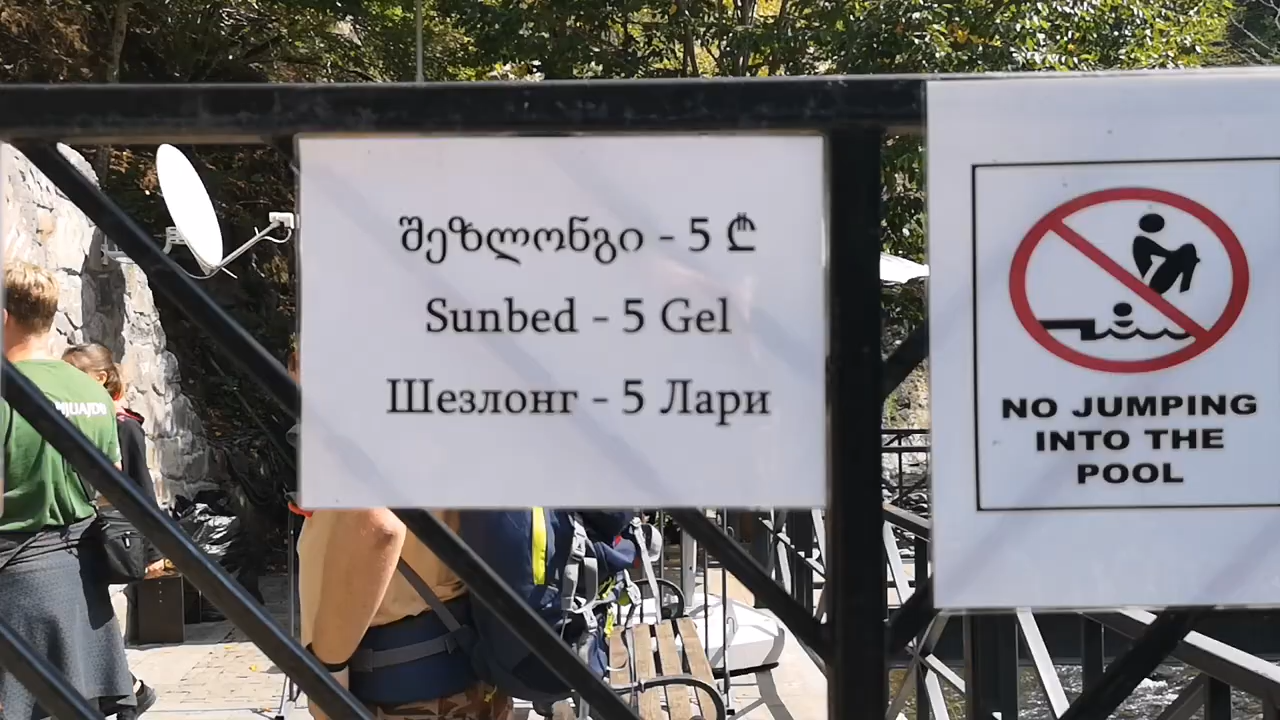 შეზლონგი - 5 ₾
Sunbed - 5 Gel
Шезлонг - 5 Лари
NO JUMPING
INTO THE
POOL